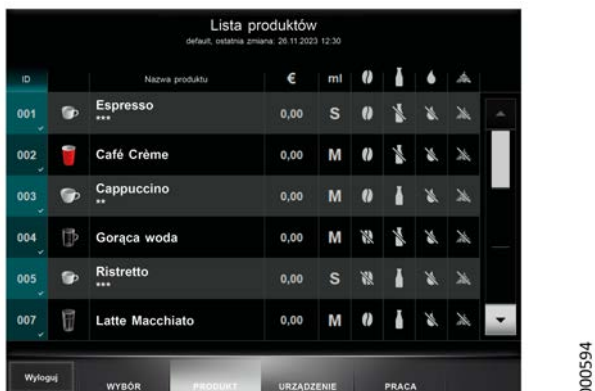 Lista produktów
default, ostatnia zmiana: 26.11.2023 12:30
ID Nazwa produktu € ml
001 Espresso 0,00 S
***
002 Café Crème 0,00 M
003 Cappuccino 0,00 M
**
004 Gorąca woda 0,00 M
005 Ristretto 0,00 S
***
007 Latte Macchiato 0,00 M
Wyloguj WYBÓR PRODUKT URZĄDZENIE PRACA
000594